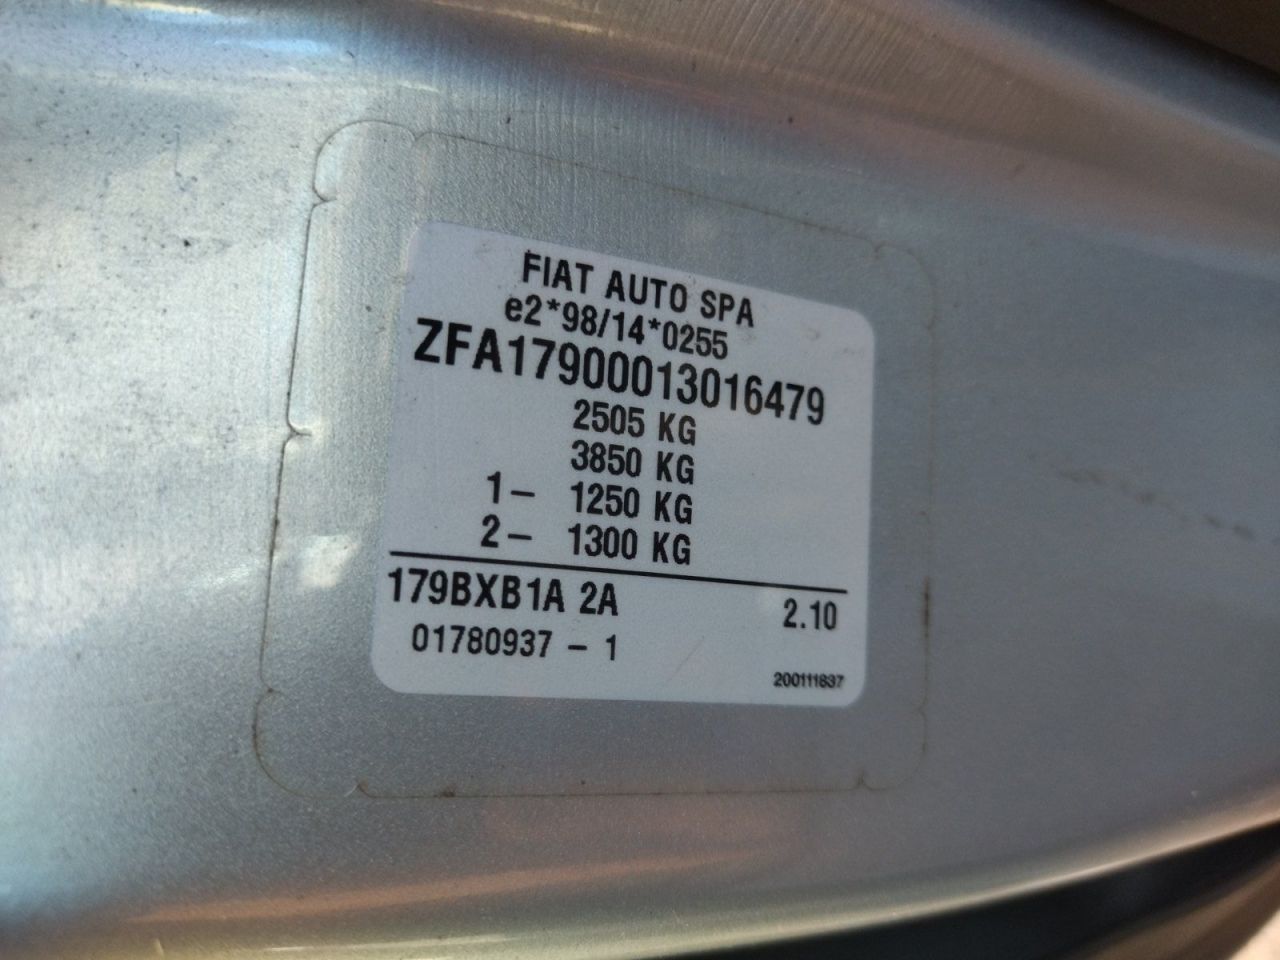 FIAT AUTO SPA
e2*98/14*0255
ZFA17900013016479
2505 KG
3850 KG
1- 1250 KG
2- 1300 KG
179BXB1A 2A 2.10
01780937 - 1
200111637